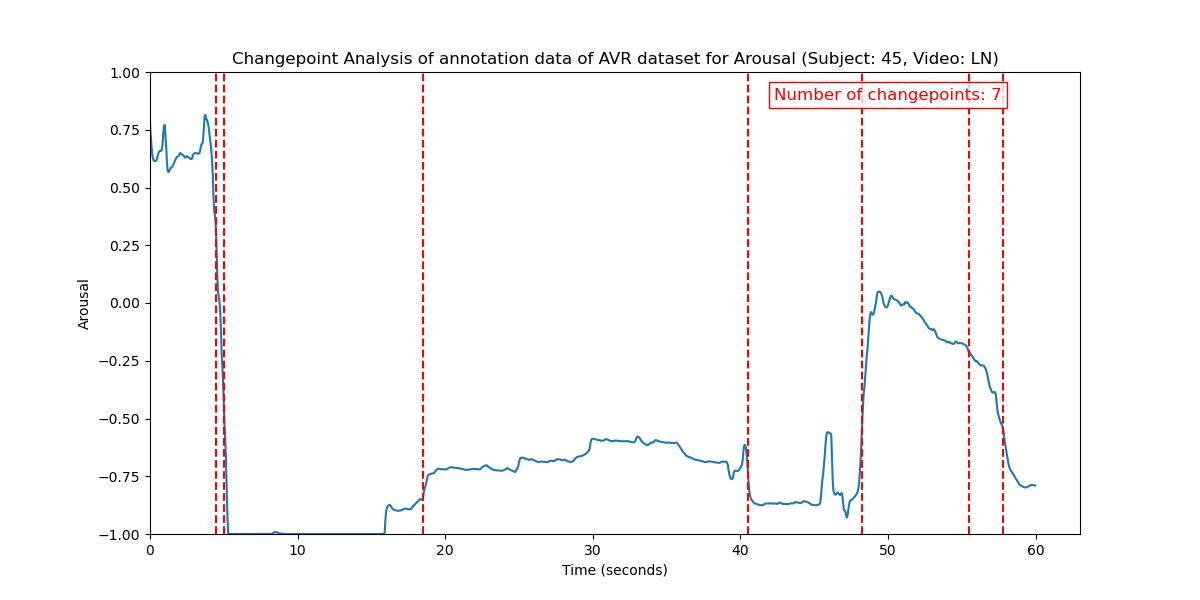 Changepoint Analysis of annotation data of AVR dataset for Arousal (Subject: 45, Video: LN)
Number of changepoints: 7
Arousal
1.00
0.75
0.50
0.25
0.00
−0.25
−0.50
−0.75
−1.00
0 10 20 30 40 50 60
Time (seconds)